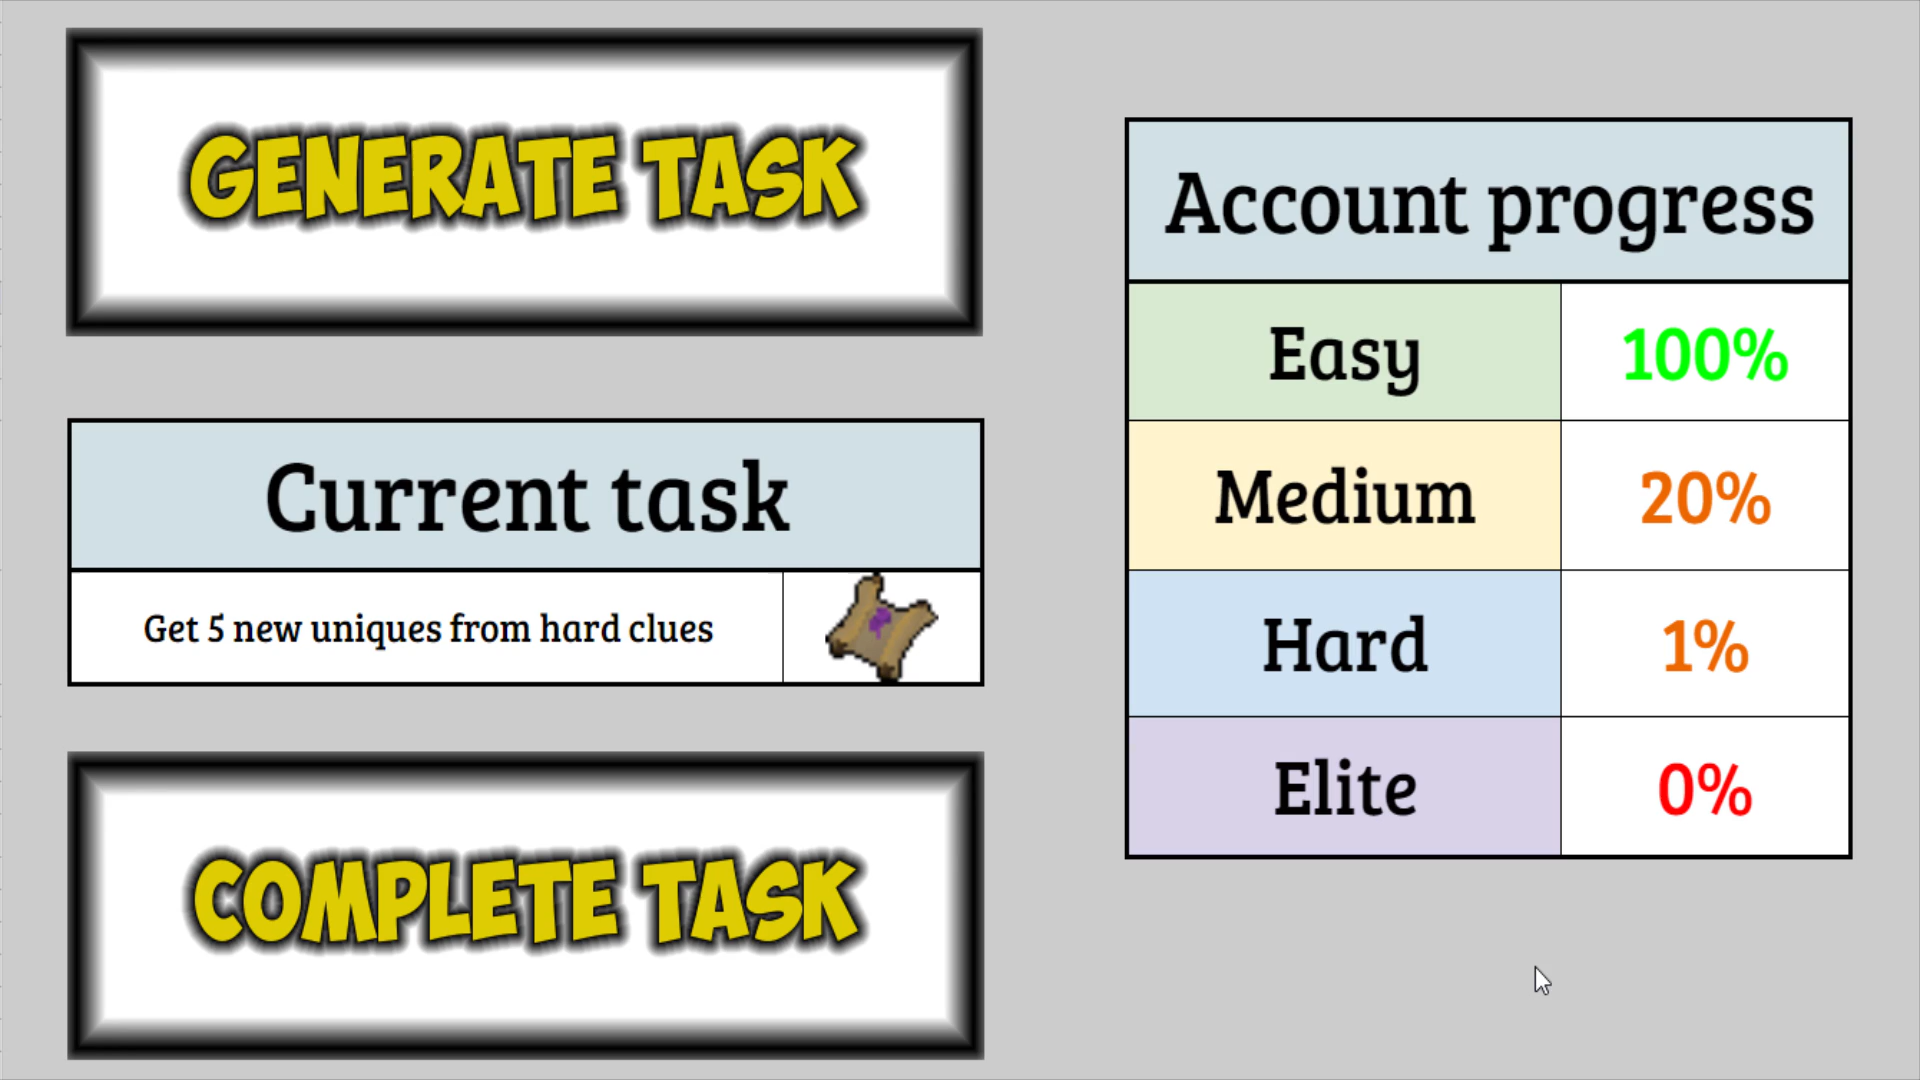 GENERATE TASK
Current task
Get 5 new uniques from hard clues
COMPLETE TASK
Account progress
Easy 100%
Medium 20%
Hard 1%
Elite 0%